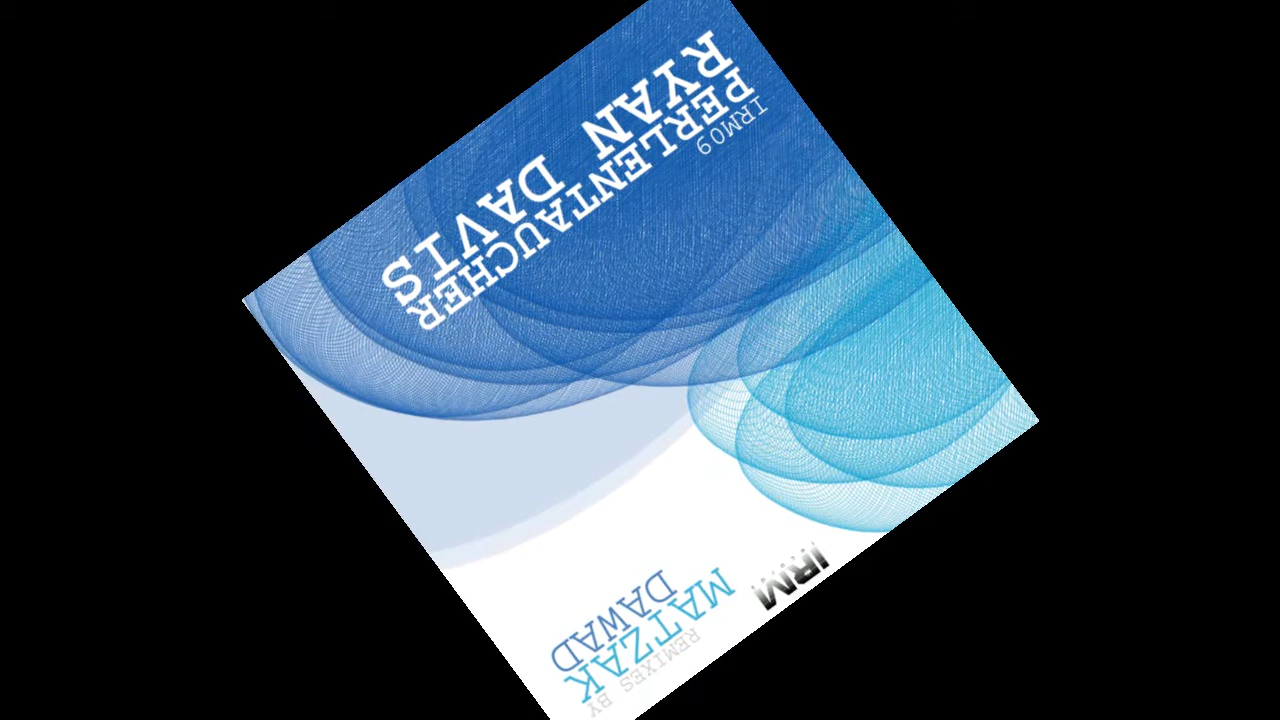 IRM
REMIXES BY
MATZAK
DAWAD
IRM09
PERLENTAUCHER
RYAN DAVIS